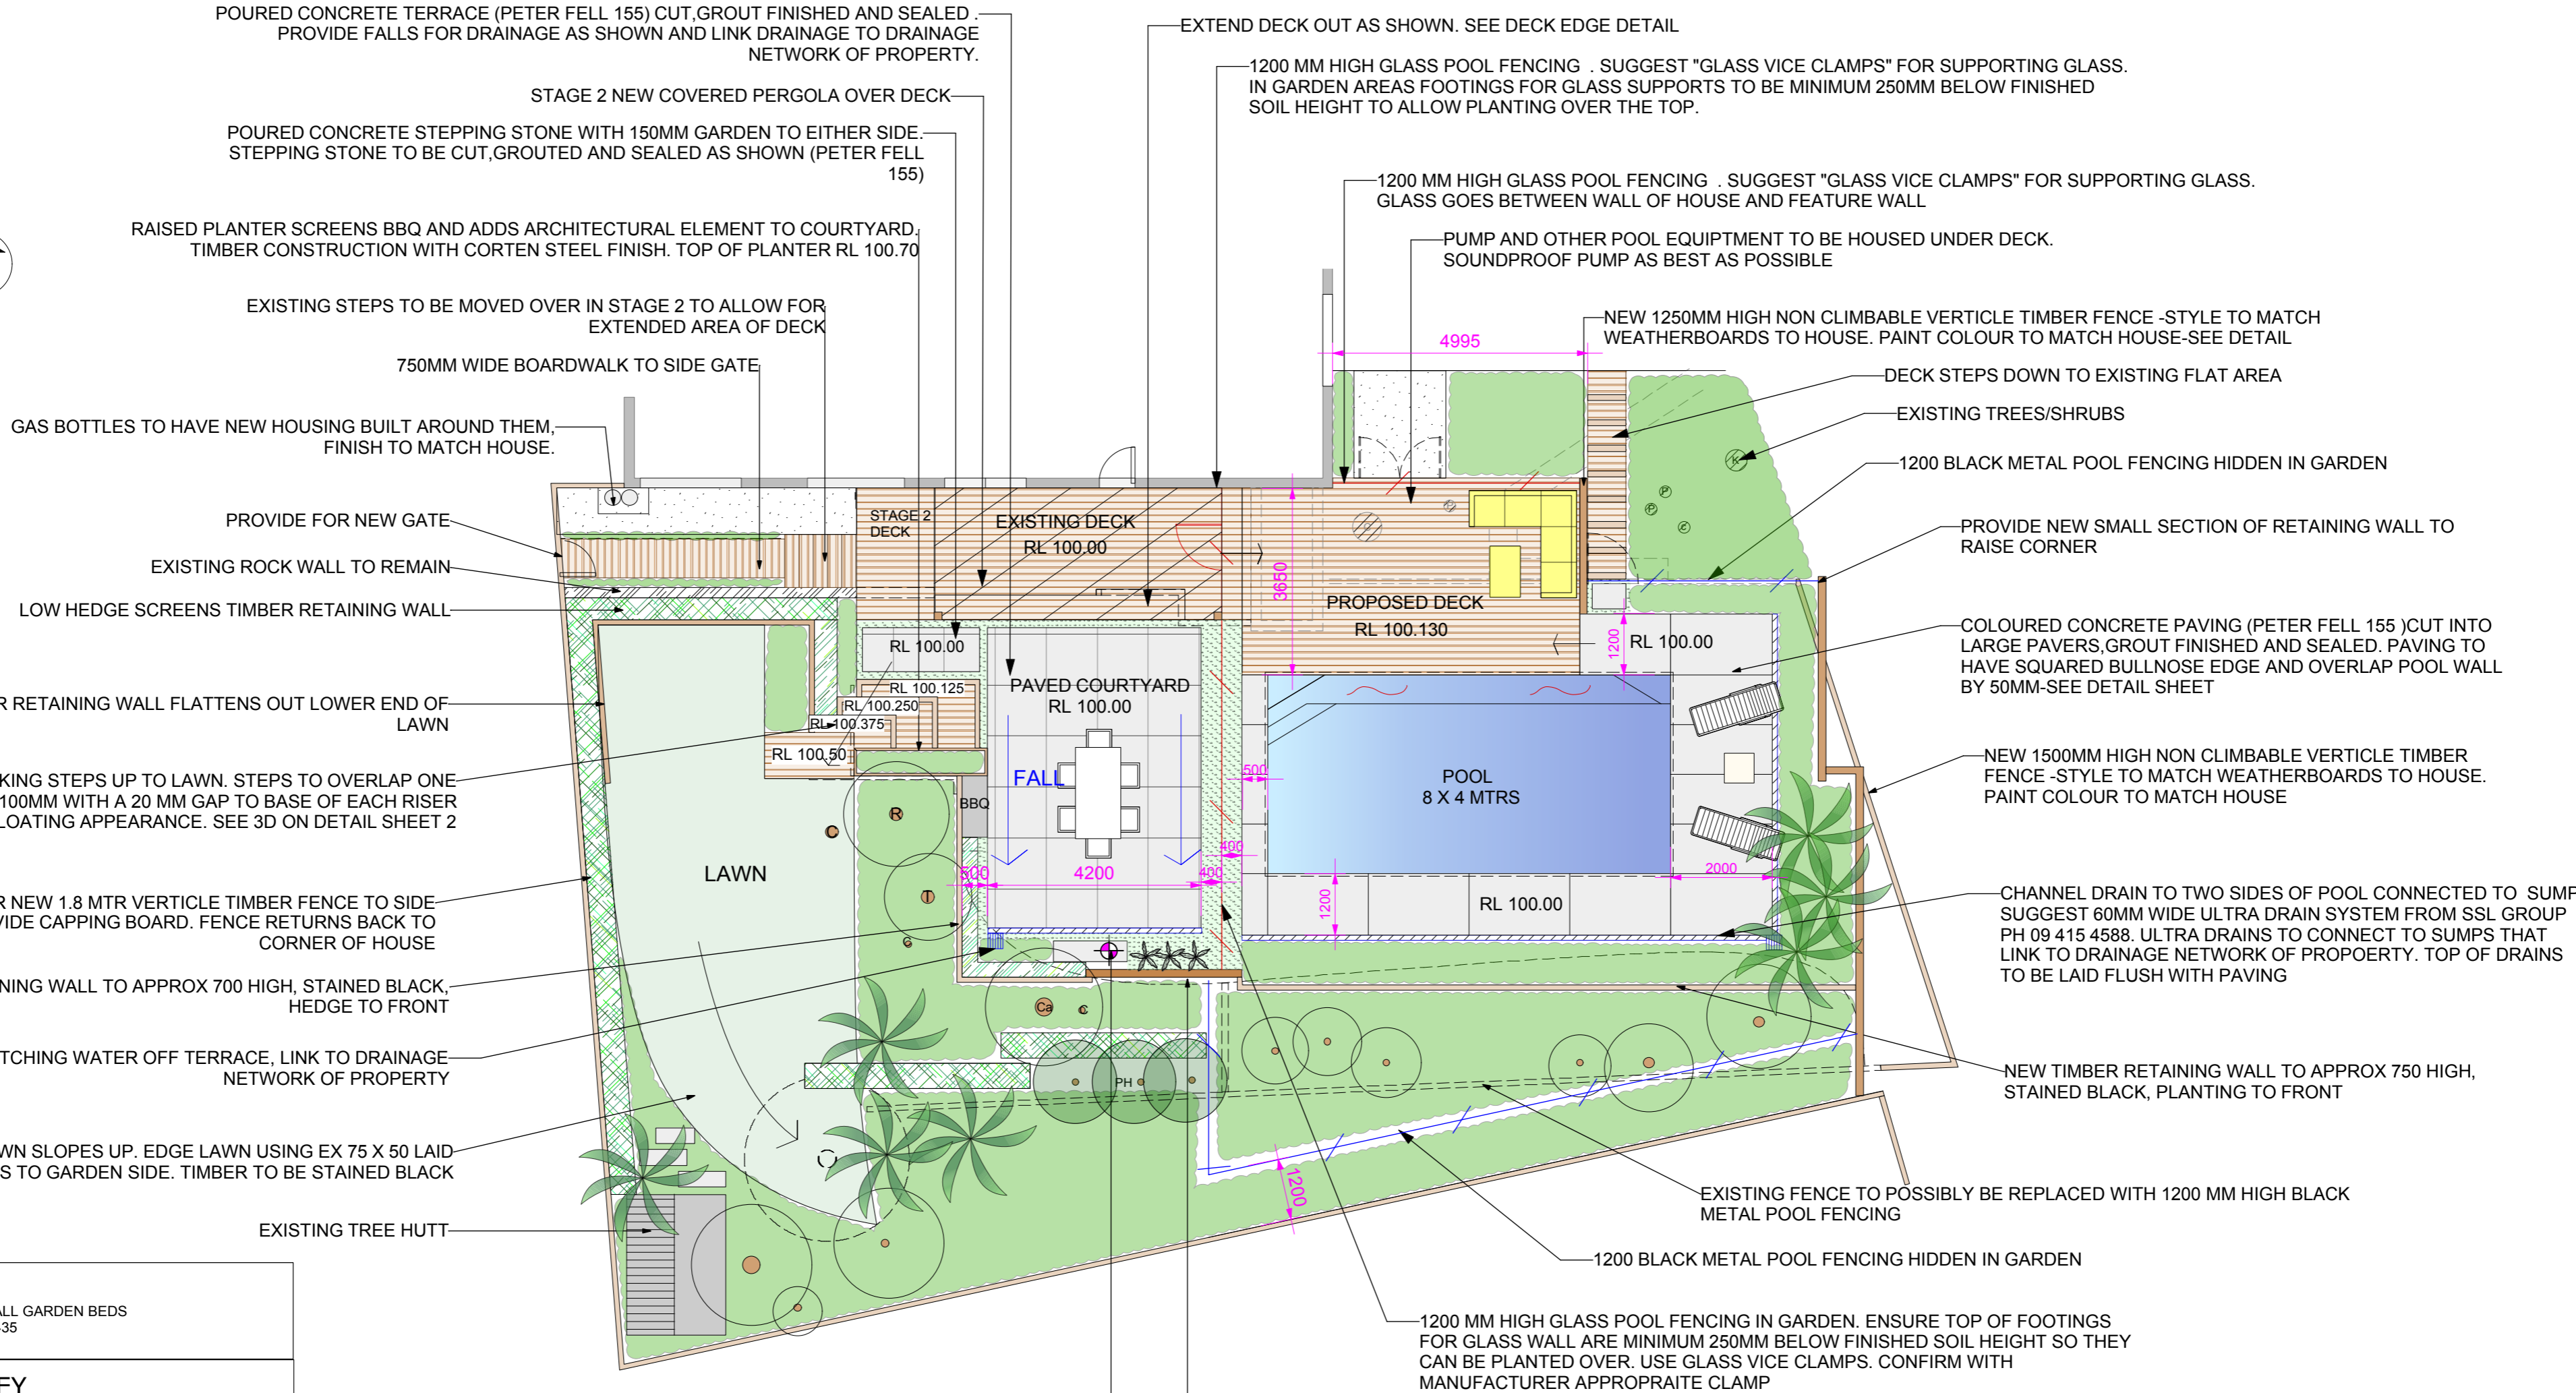 POURED CONCRETE TERRACE (PETER FELL 155) CUT,GROUT FINISHED AND SEALED .
PROVIDE FALLS FOR DRAINAGE AS SHOWN AND LINK DRAINAGE TO DRAINAGE
NETWORK OF PROPERTY.
STAGE 2 NEW COVERED PERGOLA OVER DECK
POURED CONCRETE STEPPING STONE WITH 150MM GARDEN TO EITHER SIDE.
STEPPING STONE TO BE CUT,GROUTED AND SEALED AS SHOWN (PETER FELL
155)
RAISED PLANTER SCREENS BBQ AND ADDS ARCHITECTURAL ELEMENT TO COURTYARD.
TIMBER CONSTRUCTION WITH CORTEN STEEL FINISH. TOP OF PLANTER RL 100.70
EXISTING STEPS TO BE MOVED OVER IN STAGE 2 TO ALLOW FOR
EXTENDED AREA OF DECK
750MM WIDE BOARDWALK TO SIDE GATE
GAS BOTTLES TO HAVE NEW HOUSING BUILT AROUND THEM,
FINISH TO MATCH HOUSE.
PROVIDE FOR NEW GATE
EXISTING ROCK WALL TO REMAIN
LOW HEDGE SCREENS TIMBER RETAINING WALL
R RETAINING WALL FLATTENS OUT LOWER END OF
LAWN
KING STEPS UP TO LAWN. STEPS TO OVERLAP ONE
100MM WITH A 20 MM GAP TO BASE OF EACH RISER
LOATING APPEARANCE. SEE 3D ON DETAIL SHEET 2
R NEW 1.8 MTR VERTICLE TIMBER FENCE TO SIDE
VIDE CAPPING BOARD. FENCE RETURNS BACK TO
CORNER OF HOUSE
NING WALL TO APPROX 700 HIGH, STAINED BLACK,
HEDGE TO FRONT
TCHING WATER OFF TERRACE, LINK TO DRAINAGE
NETWORK OF PROPERTY
WN SLOPES UP. EDGE LAWN USING EX 75 X 50 LAID
S TO GARDEN SIDE. TIMBER TO BE STAINED BLACK
EXISTING TREE HUTT
ALL GARDEN BEDS
35
EY
EXTEND DECK OUT AS SHOWN. SEE DECK EDGE DETAIL
1200 MM HIGH GLASS POOL FENCING . SUGGEST "GLASS VICE CLAMPS" FOR SUPPORTING GLASS.
IN GARDEN AREAS FOOTINGS FOR GLASS SUPPORTS TO BE MINIMUM 250MM BELOW FINISHED
SOIL HEIGHT TO ALLOW PLANTING OVER THE TOP.
1200 MM HIGH GLASS POOL FENCING . SUGGEST "GLASS VICE CLAMPS" FOR SUPPORTING GLASS.
GLASS GOES BETWEEN WALL OF HOUSE AND FEATURE WALL
PUMP AND OTHER POOL EQUIPTMENT TO BE HOUSED UNDER DECK.
SOUNDPROOF PUMP AS BEST AS POSSIBLE
NEW 1250MM HIGH NON CLIMBABLE VERTICLE TIMBER FENCE -STYLE TO MATCH
WEATHERBOARDS TO HOUSE. PAINT COLOUR TO MATCH HOUSE-SEE DETAIL
DECK STEPS DOWN TO EXISTING FLAT AREA
EXISTING TREES/SHRUBS
1200 BLACK METAL POOL FENCING HIDDEN IN GARDEN
PROVIDE NEW SMALL SECTION OF RETAINING WALL TO
RAISE CORNER
COLOURED CONCRETE PAVING (PETER FELL 155 )CUT INTO
LARGE PAVERS,GROUT FINISHED AND SEALED. PAVING TO
HAVE SQUARED BULLNOSE EDGE AND OVERLAP POOL WALL
BY 50MM-SEE DETAIL SHEET
NEW 1500MM HIGH NON CLIMBABLE VERTICLE TIMBER
FENCE -STYLE TO MATCH WEATHERBOARDS TO HOUSE.
PAINT COLOUR TO MATCH HOUSE
CHANNEL DRAIN TO TWO SIDES OF POOL CONNECTED TO SUMP
SUGGEST 60MM WIDE ULTRA DRAIN SYSTEM FROM SSL GROUP
PH 09 415 4588. ULTRA DRAINS TO CONNECT TO SUMPS THAT
LINK TO DRAINAGE NETWORK OF PROPOERTY. TOP OF DRAINS
TO BE LAID FLUSH WITH PAVING
NEW TIMBER RETAINING WALL TO APPROX 750 HIGH,
STAINED BLACK, PLANTING TO FRONT
EXISTING FENCE TO POSSIBLY BE REPLACED WITH 1200 MM HIGH BLACK
METAL POOL FENCING
1200 BLACK METAL POOL FENCING HIDDEN IN GARDEN
1200 MM HIGH GLASS POOL FENCING IN GARDEN. ENSURE TOP OF FOOTINGS
FOR GLASS WALL ARE MINIMUM 250MM BELOW FINISHED SOIL HEIGHT SO THEY
CAN BE PLANTED OVER. USE GLASS VICE CLAMPS. CONFIRM WITH
MANUFACTURER APPROPRAITE CLAMP
4995
K
P
P
STAGE 2
DECK
EXISTING DECK
RL 100.00
3650
PROPOSED DECK
RL 100.130
1200
RL 100.00
RL 100.00
RL 100.125
RL 100.250
RL 100.375
RL 100.50
PAVED COURTYARD
RL 100.00
FALL
BBQ
500
POOL
8 X 4 MTRS
R
C
T
C
LAWN
500
4200
400
400
2000
1200
RL 100.00
Ca
C
PH
1200